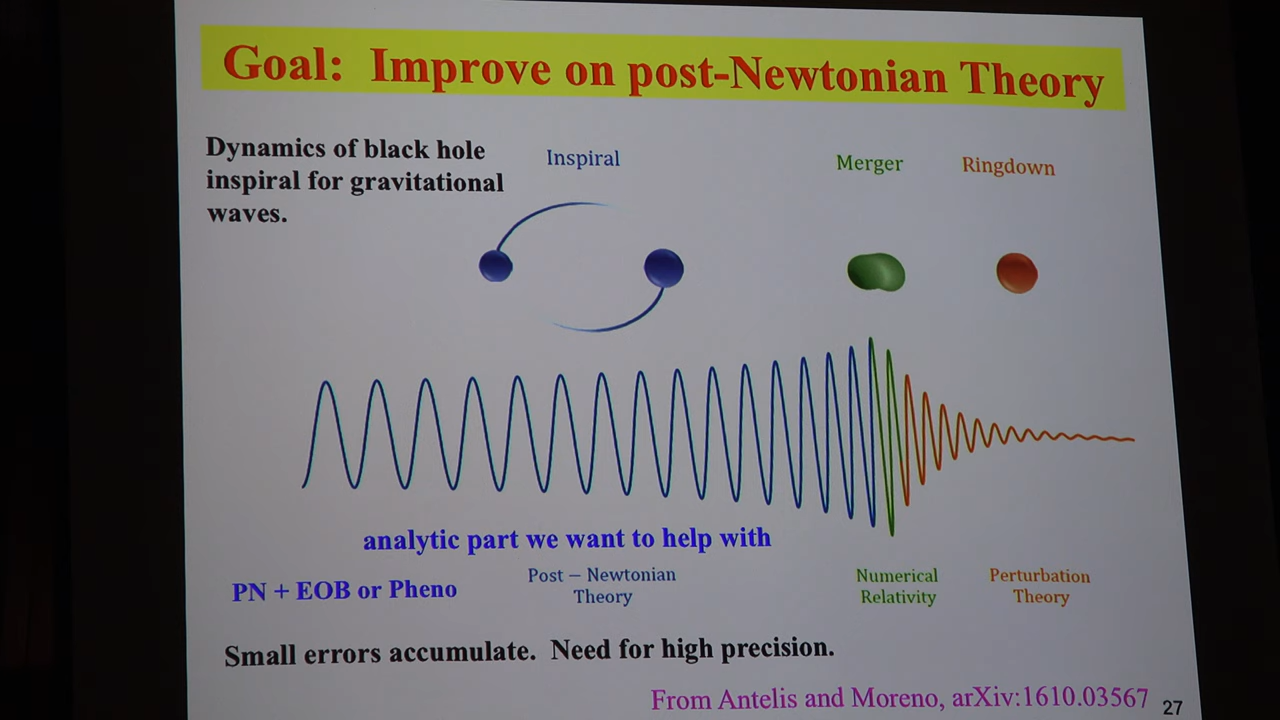 Goal: Improve on post-Newtonian Theory
Dynamics of black hole
inspiral for gravitational
waves.
Inspiral
Merger
Ringdown
analytic part we want to help with
PN + EOB or Pheno
Post – Newtonian
Theory
Numerical
Relativity
Perturbation
Theory
Small errors accumulate. Need for high precision.
From Antelis and Moreno, arXiv:1610.03567
27